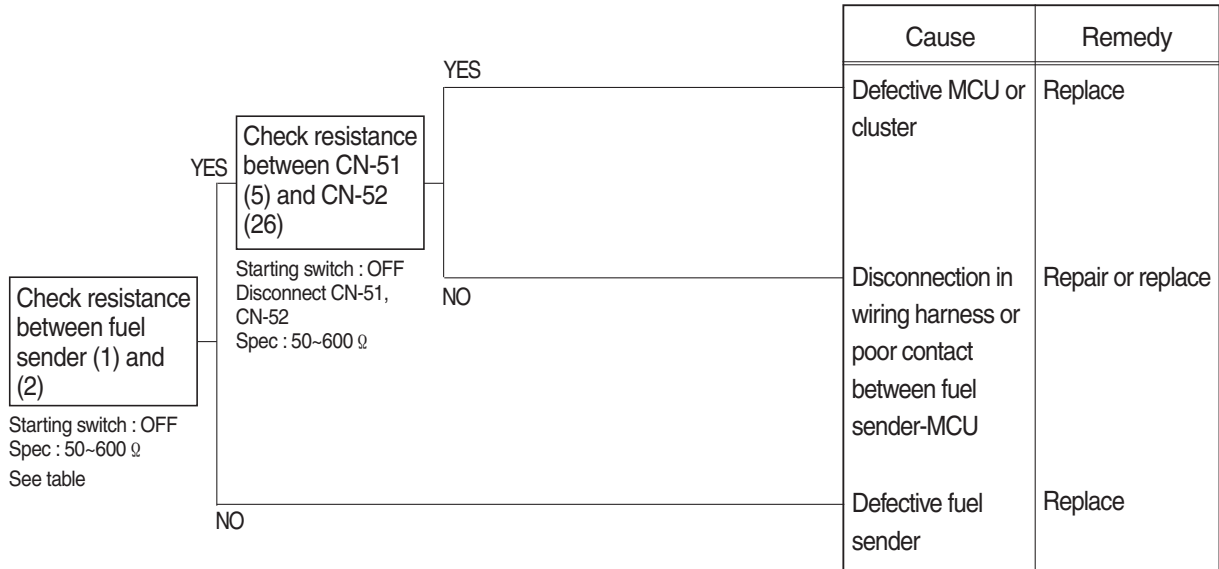 Cause
Remedy
YES
Defective MCU or
cluster
Replace
YES
Check resistance
between CN-51
(5) and CN-52
(26)
Starting switch : OFF
Disconnect CN-51,
CN-52
Spec : 50~600 Ω
NO
Disconnection in
wiring harness or
poor contact
between fuel
sender-MCU
Repair or replace
Check resistance
between fuel
sender (1) and
(2)
Starting switch : OFF
Spec : 50~600 Ω
See table
NO
Defective fuel
sender
Replace